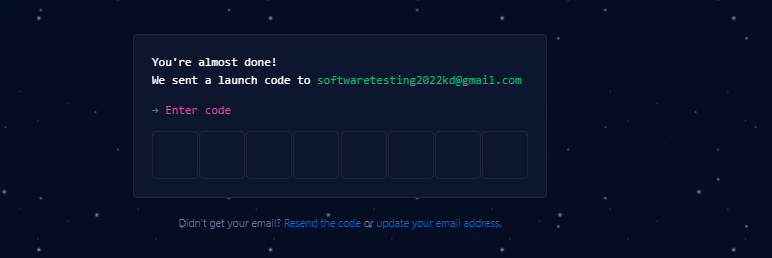 You're almost done!
We sent a launch code to softwaretesting2022kd@gmail.com
→ Enter code
Didn't get your email? Resend the code or update your email address.